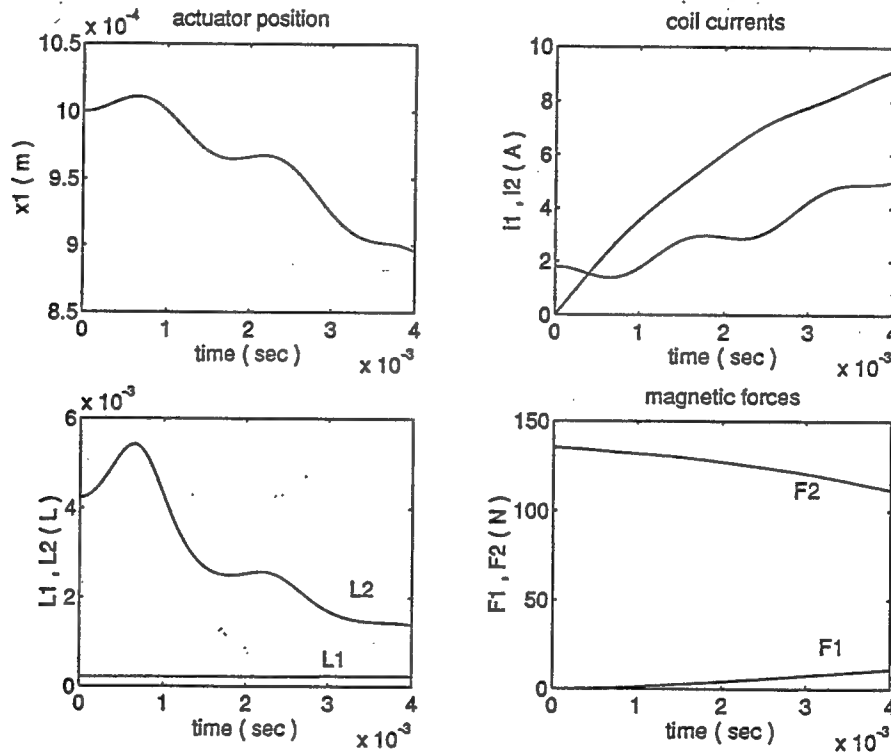 actuator position
x 10-4
10.5
10
9.5
9
8.5
x1 ( m )
0 1 2 3 4
time ( sec )
x 10-3
coil currents
10
8
6
4
2
0
i1 , i2 ( A )
0 1 2 3 4
time ( sec )
x 10-3
x 10-3
6
4
2
0
L1 , L2 ( L )
L2
L1
0 1 2 3 4
time ( sec )
x 10-3
magnetic forces
150
100
50
0
F1 , F2 ( N )
F2
F1
0 1 2 3 4
time ( sec )
x 10-3